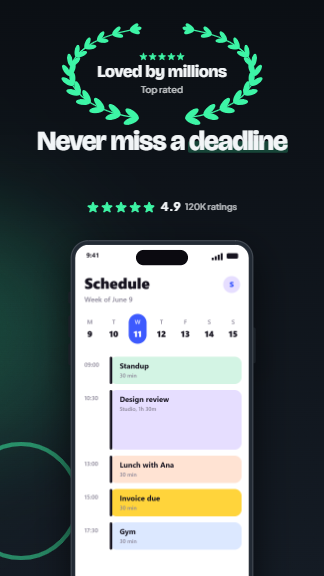 Loved by millions
Top rated
Never miss a deadline
4.9 120K ratings
9:41
Schedule
S
Week of June 9
M T W T F S S
9 10 11 12 13 14 15
09:00 Standup
30 min
10:30 Design review
Studio, 1h 30m
13:00 Lunch with Ana
30 min
15:00 Invoice due
30 min
17:30 Gym
30 min